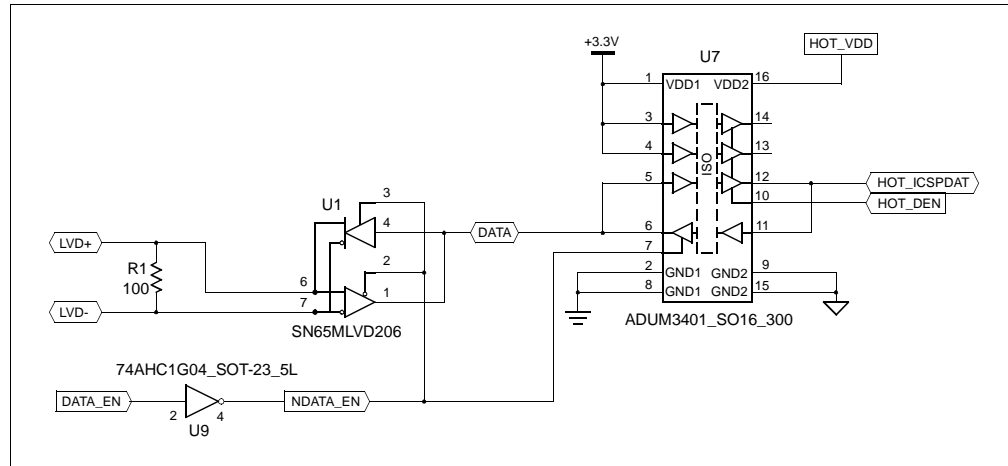 +3.3V
HOT_VDD
U7
1 VDD1 VDD2 16
3 14
4 13
ISO
5 12 HOT_ICSPDAT
10 HOT_DEN
6 11
7
2 GND1 GND2 9
8 GND1 GND2 15
ADUM3401_SO16_300
U1
3
4
DATA
LVD+
R1
100
LVD-
2
6
7
1
SN65MLVD206
74AHC1G04_SOT-23_5L
DATA_EN
2 4
U9
NDATA_EN